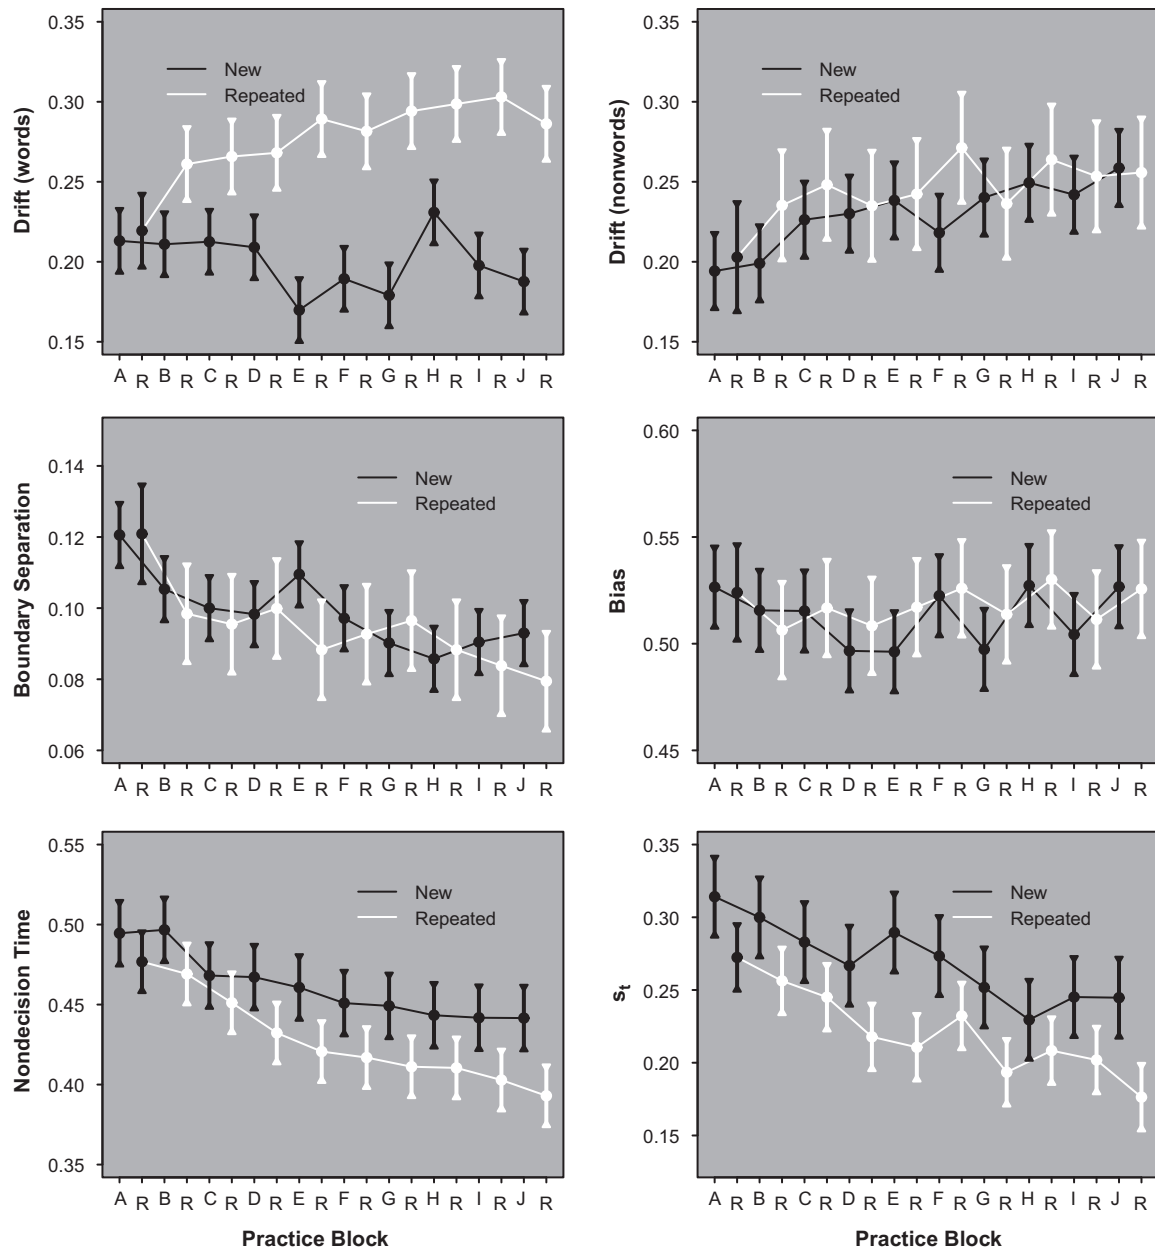 0.35
0.30
0.25
0.20
0.15
Drift (words)
New
Repeated
A R B R C R D R E R F R G R H R I R J R
0.35
0.30
0.25
0.20
0.15
Drift (nonwords)
New
Repeated
A R B R C R D R E R F R G R H R I R J R
0.14
0.12
0.10
0.08
0.06
Boundary Separation
New
Repeated
A R B R C R D R E R F R G R H R I R J R
0.60
0.55
0.50
0.45
Bias
New
Repeated
A R B R C R D R E R F R G R H R I R J R
0.55
0.50
0.45
0.40
0.35
Nondecision Time
New
Repeated
A R B R C R D R E R F R G R H R I R J R
Practice Block
0.35
0.30
0.25
0.20
0.15
st
New
Repeated
A R B R C R D R E R F R G R H R I R J R
Practice Block